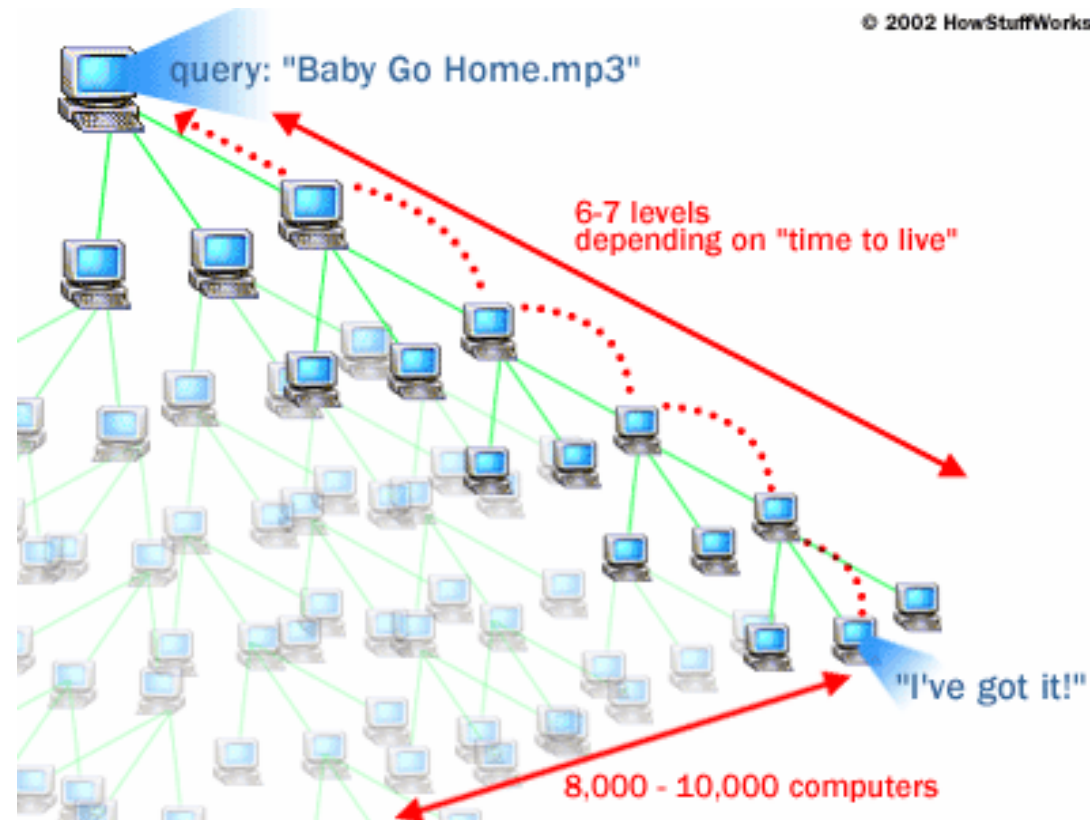 © 2002 HowStuffWorks
query: "Baby Go Home.mp3"
6-7 levels
depending on "time to live"
"I've got it!"
8,000 - 10,000 computers